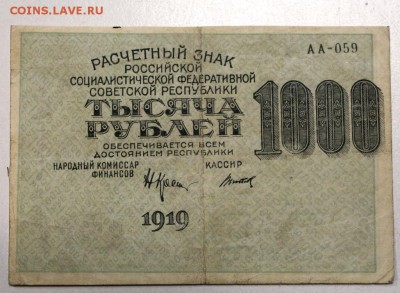 COINS.LAVE.RU
РАСЧЕТНЫЙ ЗНАК
РОССИЙСКОЙ
СОЦИАЛИСТИЧЕСКОЙ ФЕДЕРАТИВНОЙ
СОВЕТСКОЙ РЕСПУБЛИКИ
АА-059
ТЫСЯЧА
РУБЛЕЙ
1000
ОБЕСПЕЧИВАЕТСЯ ВСЕМ
ДОСТОЯНИЕМ РЕСПУБЛИКИ
НАРОДНЫЙ КОМИССАР
ФИНАНСОВ
КАССИР
1919